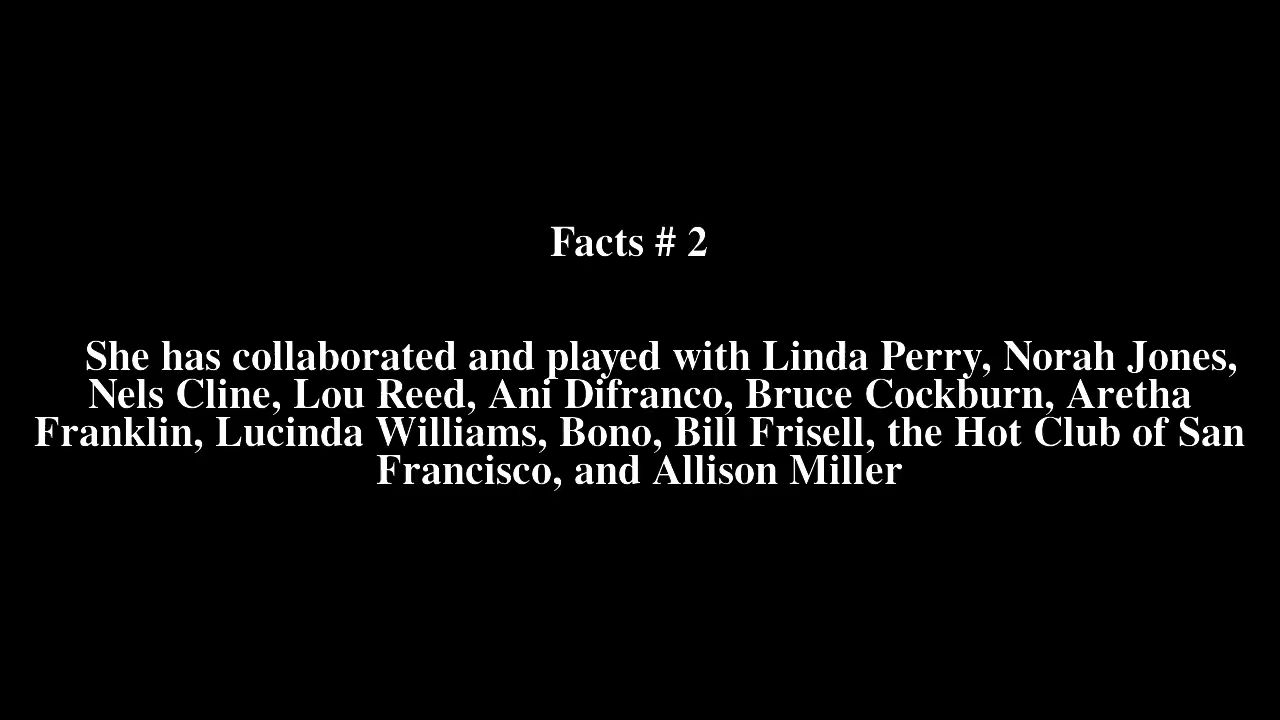 Facts # 2
She has collaborated and played with Linda Perry, Norah Jones,
Nels Cline, Lou Reed, Ani Difranco, Bruce Cockburn, Aretha
Franklin, Lucinda Williams, Bono, Bill Frisell, the Hot Club of San
Francisco, and Allison Miller